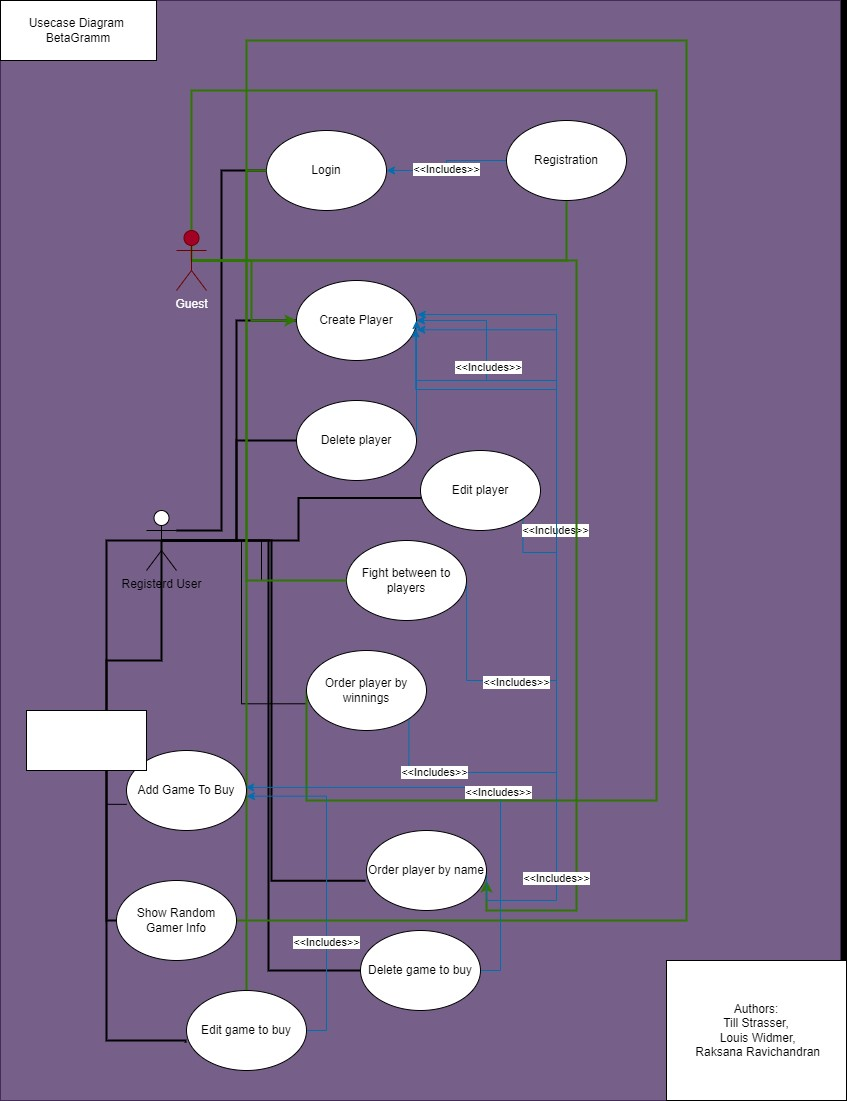 Usecase Diagram
BetaGramm
Login
<<Includes>>
Registration
Guest
Create Player
<<Includes>>
Delete player
Edit player
<<Includes>>
Registerd User
Fight between to
players
<<Includes>>
Order player by
winnings
<<Includes>>
Add Game To Buy
<<Includes>>
Order player by name
<<Includes>>
Show Random
Gamer Info
<<Includes>>
Delete game to buy
Edit game to buy
Authors:
Till Strasser,
Louis Widmer,
Raksana Ravichandran